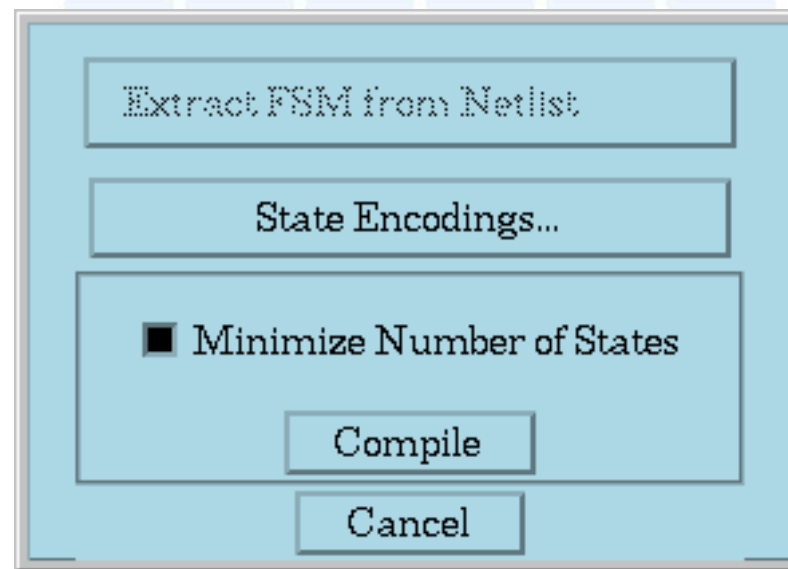 Extract FSM from Netlist
State Encodings...
Minimize Number of States
Compile
Cancel